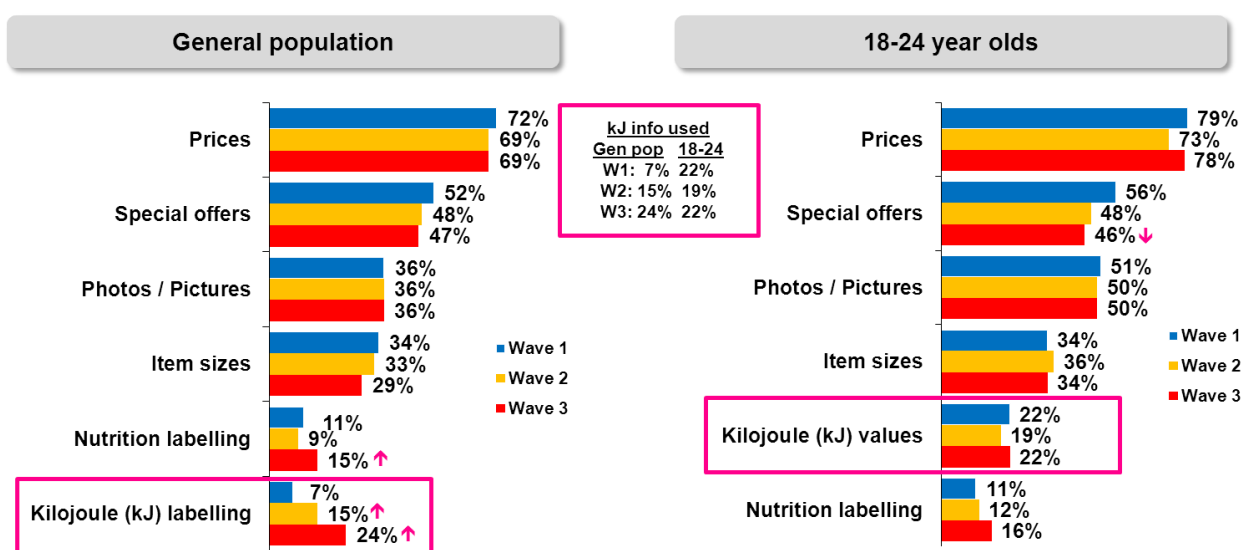 General population
Prices
72%
69%
69%
Special offers
52%
48%
47%
Photos / Pictures
36%
36%
36%
Item sizes
34%
33%
29%
Nutrition labelling
11%
9%
15%
Kilojoule (kJ) labelling
7%
15%
24%
Wave 1
Wave 2
Wave 3
kJ info used
Gen pop 18-24
W1: 7% 22%
W2: 15% 19%
W3: 24% 22%
18-24 year olds
Prices
79%
73%
78%
Special offers
56%
48%
46%
Photos / Pictures
51%
50%
50%
Item sizes
34%
36%
34%
Kilojoule (kJ) values
22%
19%
22%
Nutrition labelling
11%
12%
16%
Wave 1
Wave 2
Wave 3